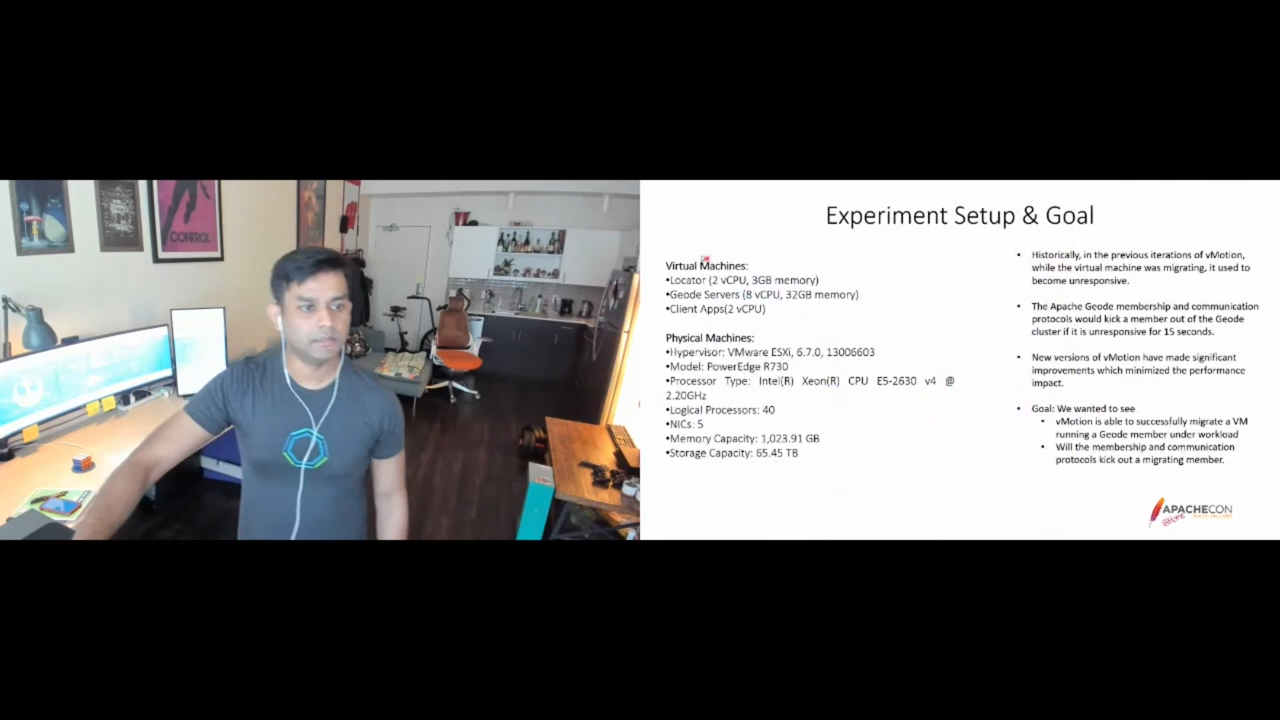 CONTROL
Experiment Setup & Goal
Virtual Machines:
•Locator (2 vCPU, 3GB memory)
•Geode Servers (8 vCPU, 32GB memory)
•Client Apps(2 vCPU)
Physical Machines:
•Hypervisor: VMware ESXi, 6.7.0, 13006603
•Model: PowerEdge R730
•Processor Type: Intel(R) Xeon(R) CPU E5-2630 v4 @
2.20GHz
•Logical Processors: 40
•NICs: 5
•Memory Capacity: 1,023.91 GB
•Storage Capacity: 65.45 TB
• Historically, in the previous iterations of vMotion,
while the virtual machine was migrating, it used to
become unresponsive.
• The Apache Geode membership and communication
protocols would kick a member out of the Geode
cluster if it is unresponsive for 15 seconds.
• New versions of vMotion have made significant
improvements which minimized the performance
impact.
• Goal: We wanted to see
• vMotion is able to successfully migrate a VM
running a Geode member under workload
• Will the membership and communication
protocols kick out a migrating member.
APACHECON
@Home